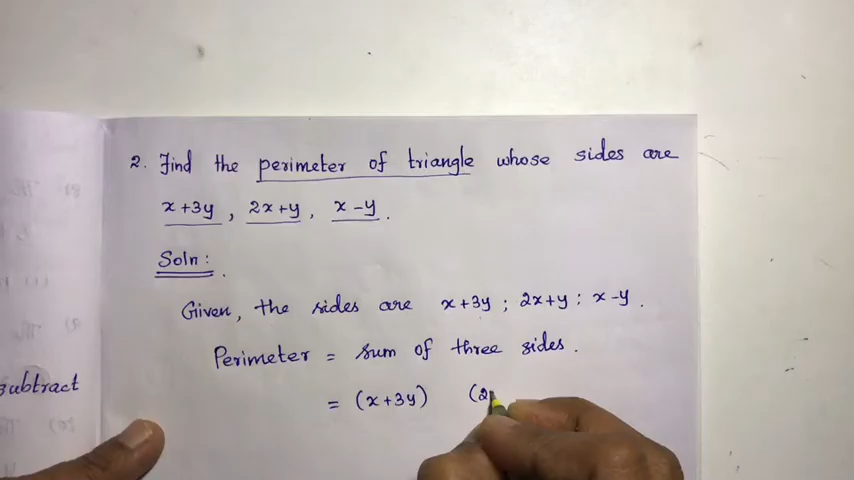 2. Find the perimeter of triangle whose sides are
x+3y, 2x+y, x-y.
Soln:
Given, the sides are x+3y; 2x+y; x-y.
Perimeter = sum of three sides.
subtract
= (x+3y) (2